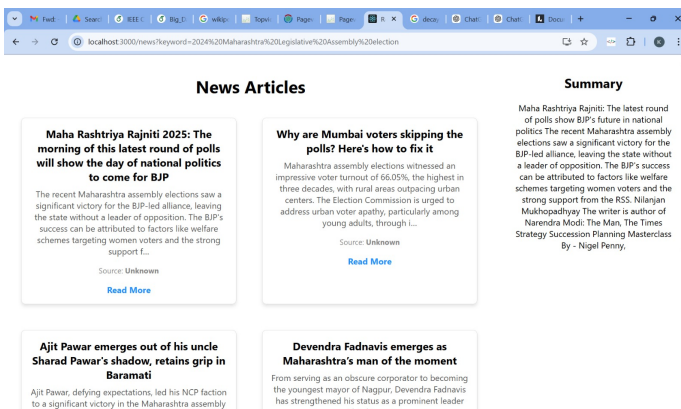 Fwd:
Search
IEEE C
Big_D
wikip
Topvi
Pager
Page
R
decay
Chat
Chati
Docu
localhost:3000/news?keyword=2024%20Maharashtra%20Legislative%20Assembly%20election
News Articles
Maha Rashtriya Rajniti 2025: The
morning of this latest round of polls
will show the day of national politics
to come for BJP
The recent Maharashtra assembly elections saw a
significant victory for the BJP-led alliance, leaving
the state without a leader of opposition. The BJP's
success can be attributed to factors like welfare
schemes targeting women voters and the strong
support f...
Source: Unknown
Read More
Why are Mumbai voters skipping the
polls? Here's how to fix it
Maharashtra assembly elections witnessed an
impressive voter turnout of 66.05%, the highest in
three decades, with rural areas outpacing urban
centers. The Election Commission is urged to
address urban voter apathy, particularly among
young adults, through i...
Source: Unknown
Read More
Ajit Pawar emerges out of his uncle
Sharad Pawar's shadow, retains grip in
Baramati
Ajit Pawar, defying expectations, led his NCP faction
to a significant victory in the Maharashtra assembly
Devendra Fadnavis emerges as
Maharashtra's man of the moment
From serving as an obscure corporator to becoming
the youngest mayor of Nagpur, Devendra Fadnavis
has strengthened his status as a prominent leader
Summary
Maha Rashtriya Rajniti: The latest round
of polls show BJP's future in national
politics The recent Maharashtra assembly
elections saw a significant victory for the
BJP-led alliance, leaving the state without
a leader of opposition. The BJP's success
can be attributed to factors like welfare
schemes targeting women voters and the
strong support from the RSS. Nilanjan
Mukhopadhyay The writer is author of
Narendra Modi: The Man, The Times
Strategy Succession Planning Masterclass
By - Nigel Penny,